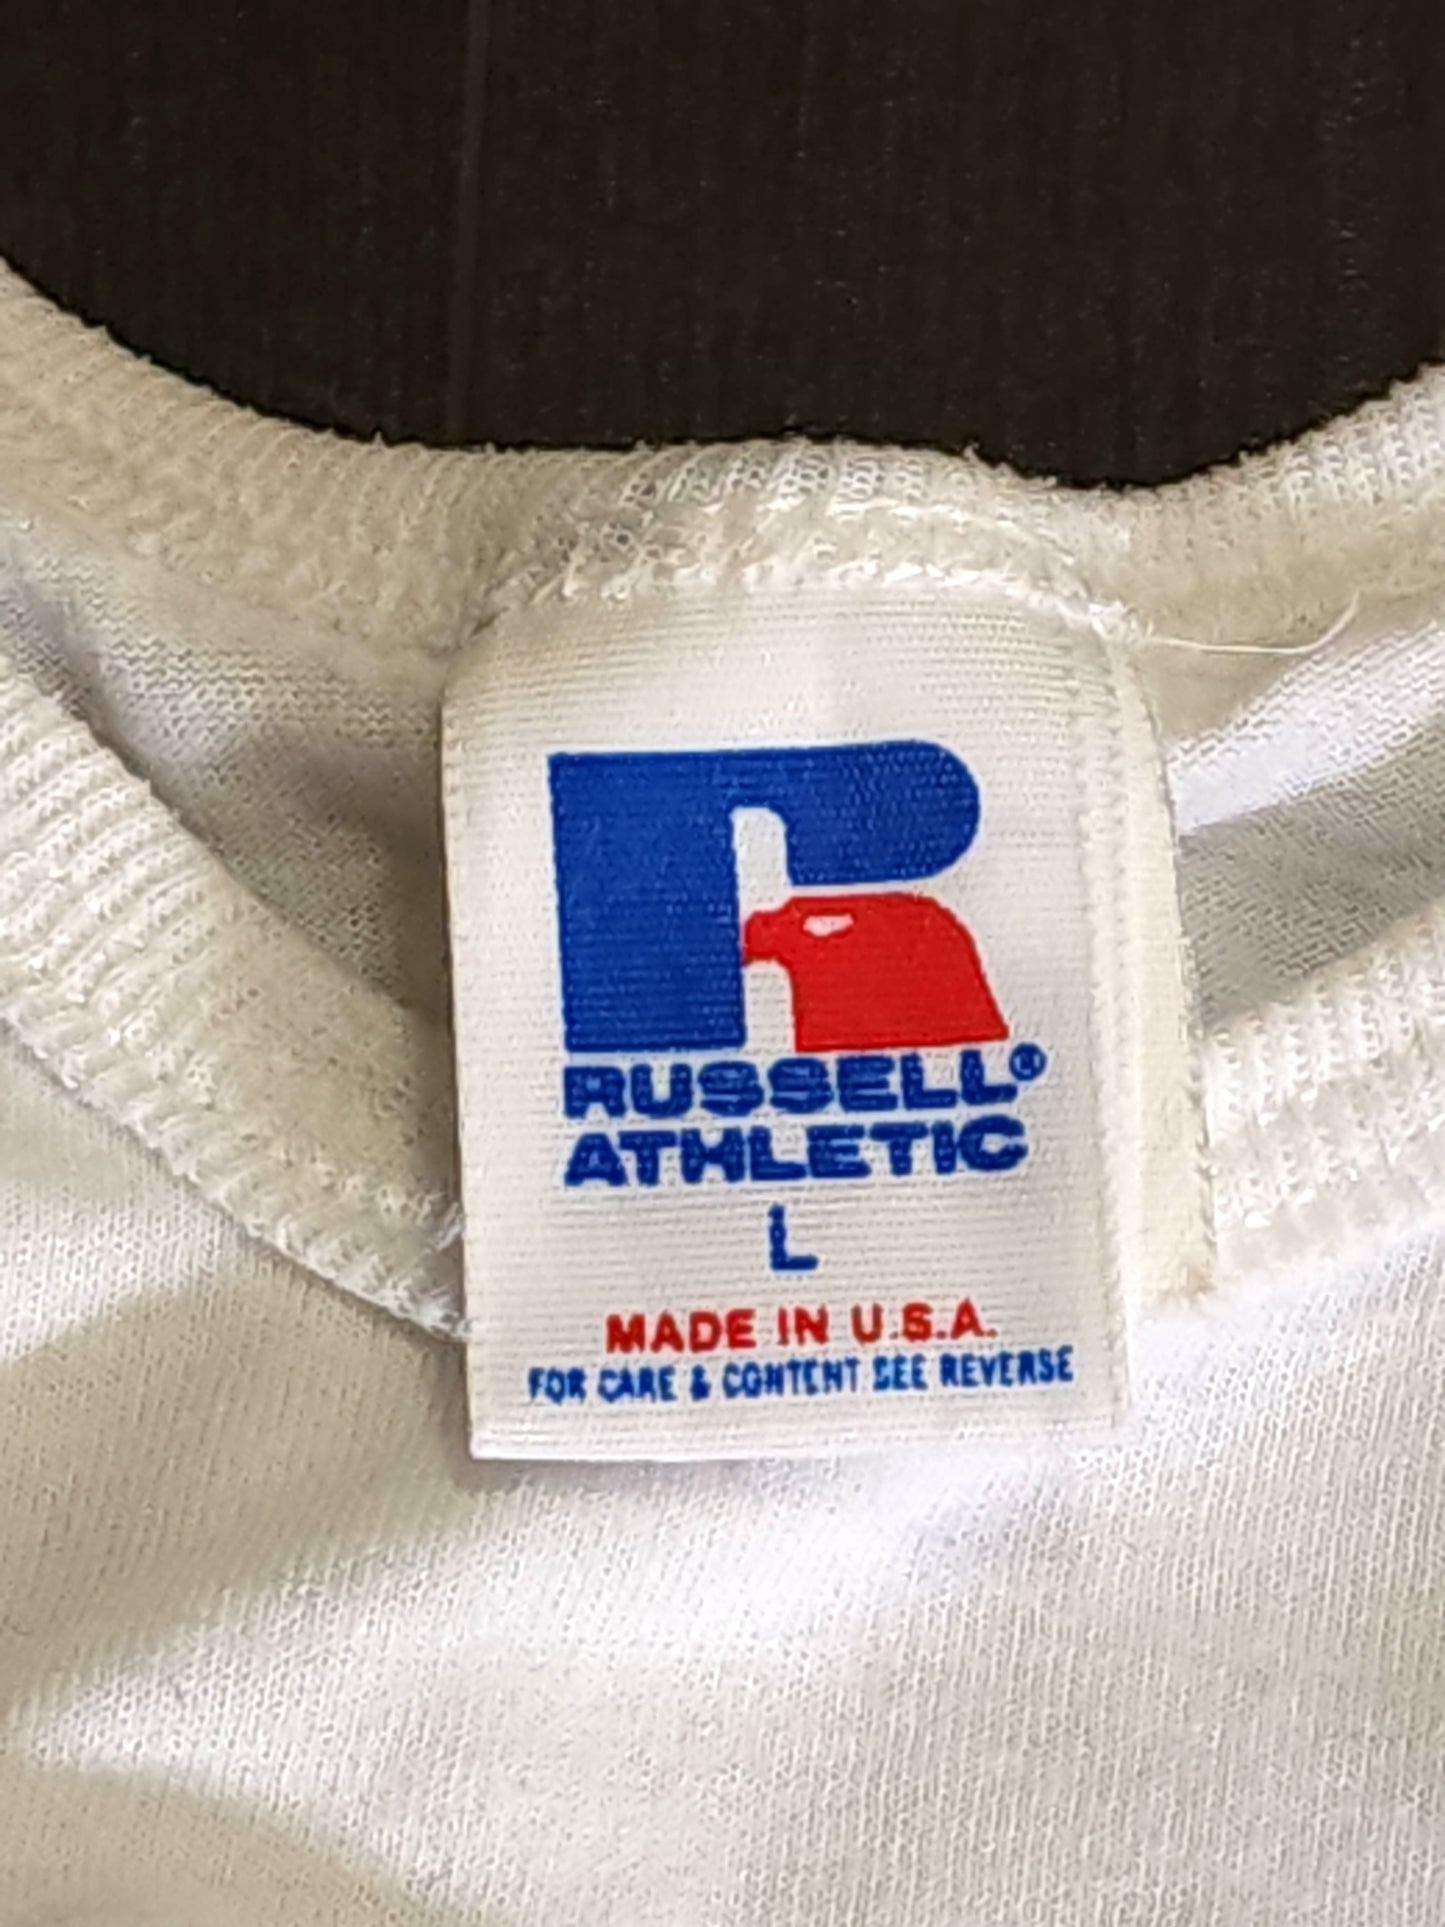 R
RUSSELL®
ATHLETIC
L
MADE IN U.S.A.
FOR CARE & CONTENT SEE REVERSE